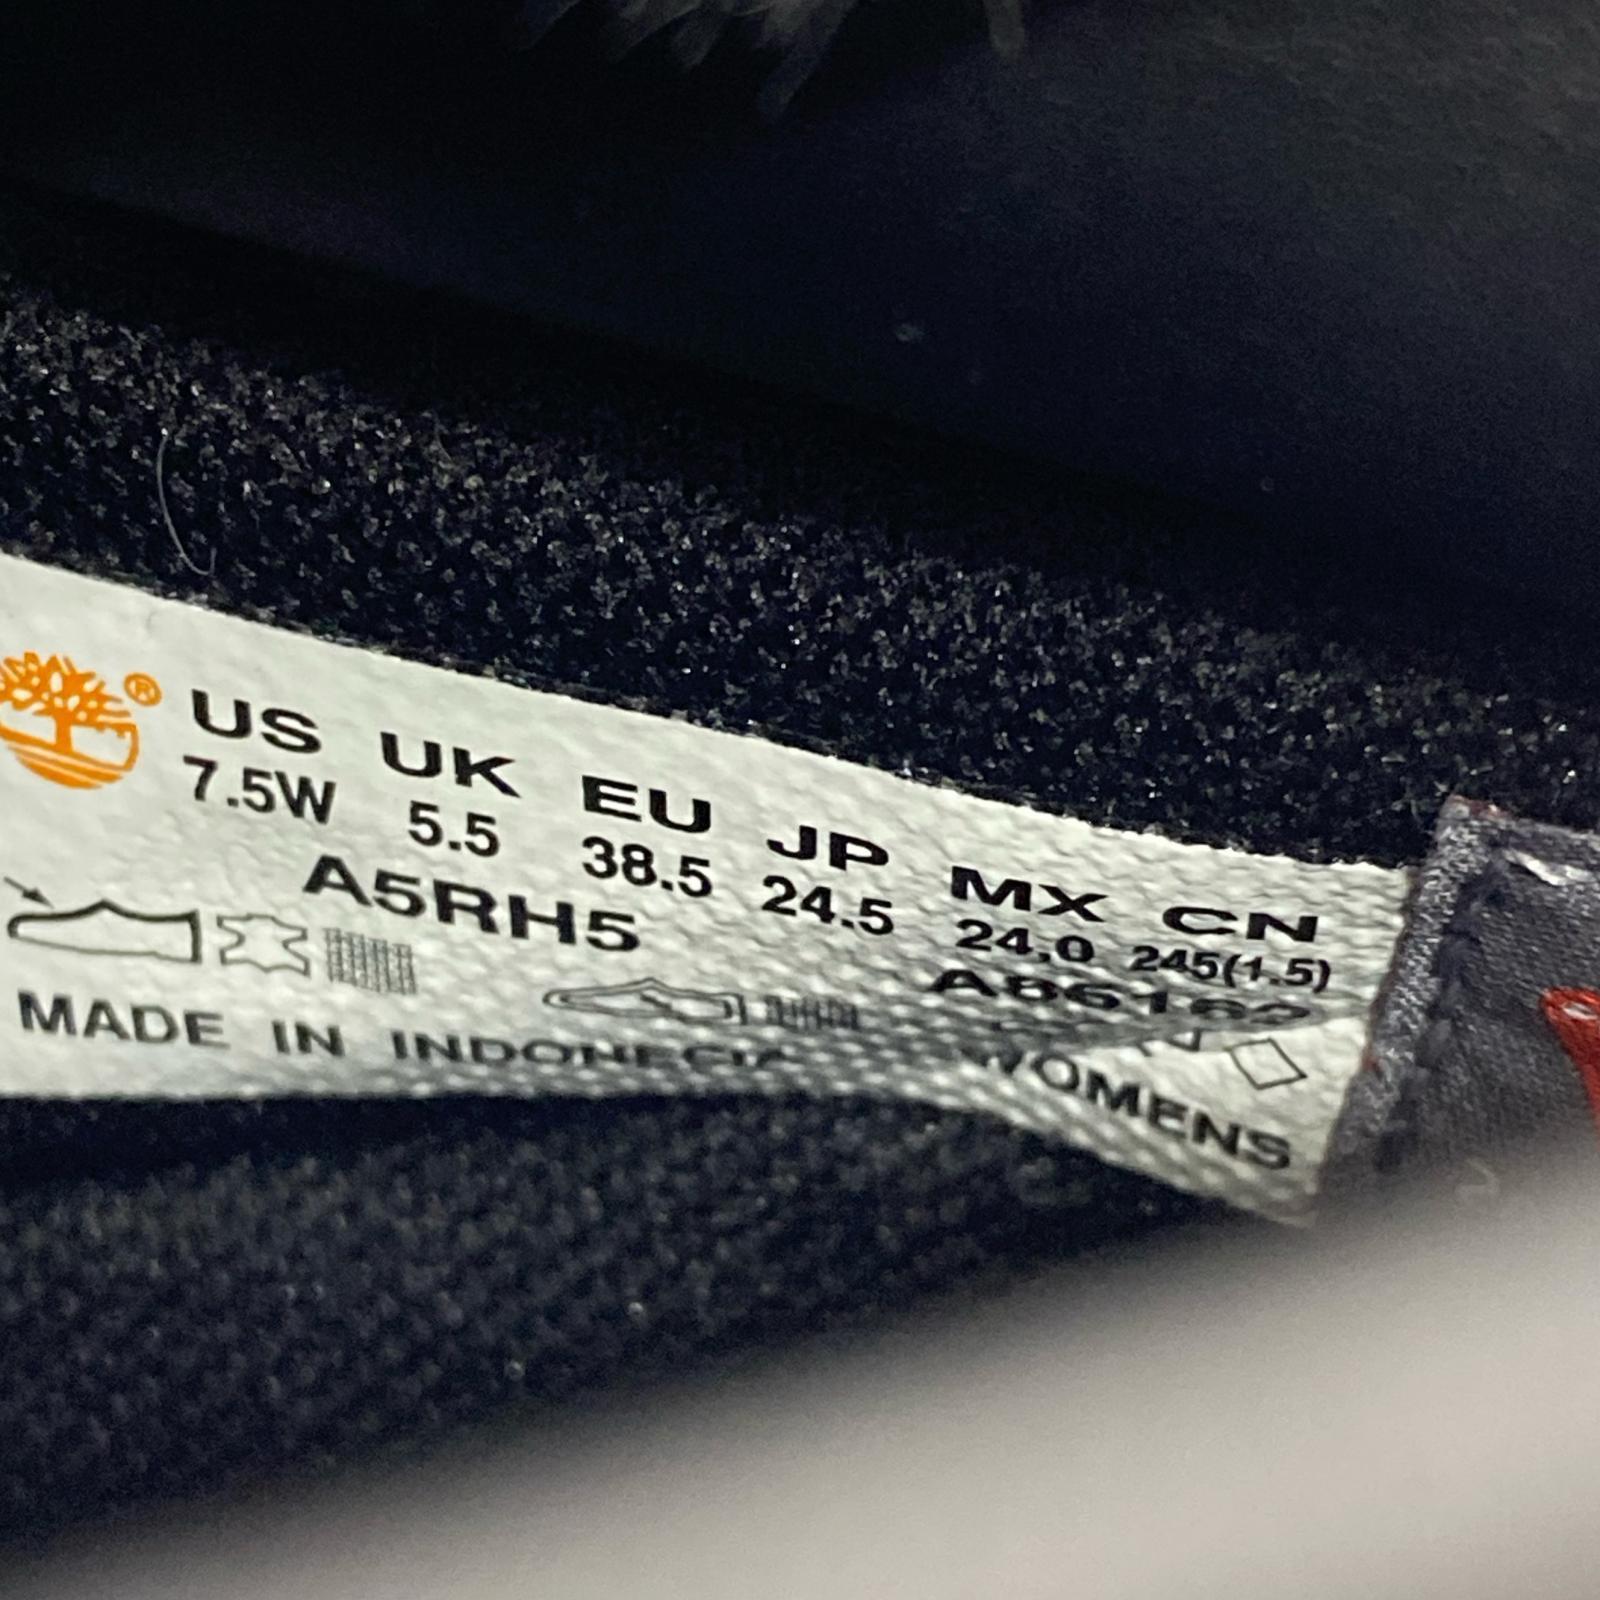 ® US UK EU JP MX CN
7.5W 5.5 38.5 24.5 24.0 245(1.5)
A5RH5
MADE IN INDONECIA
WOMENS